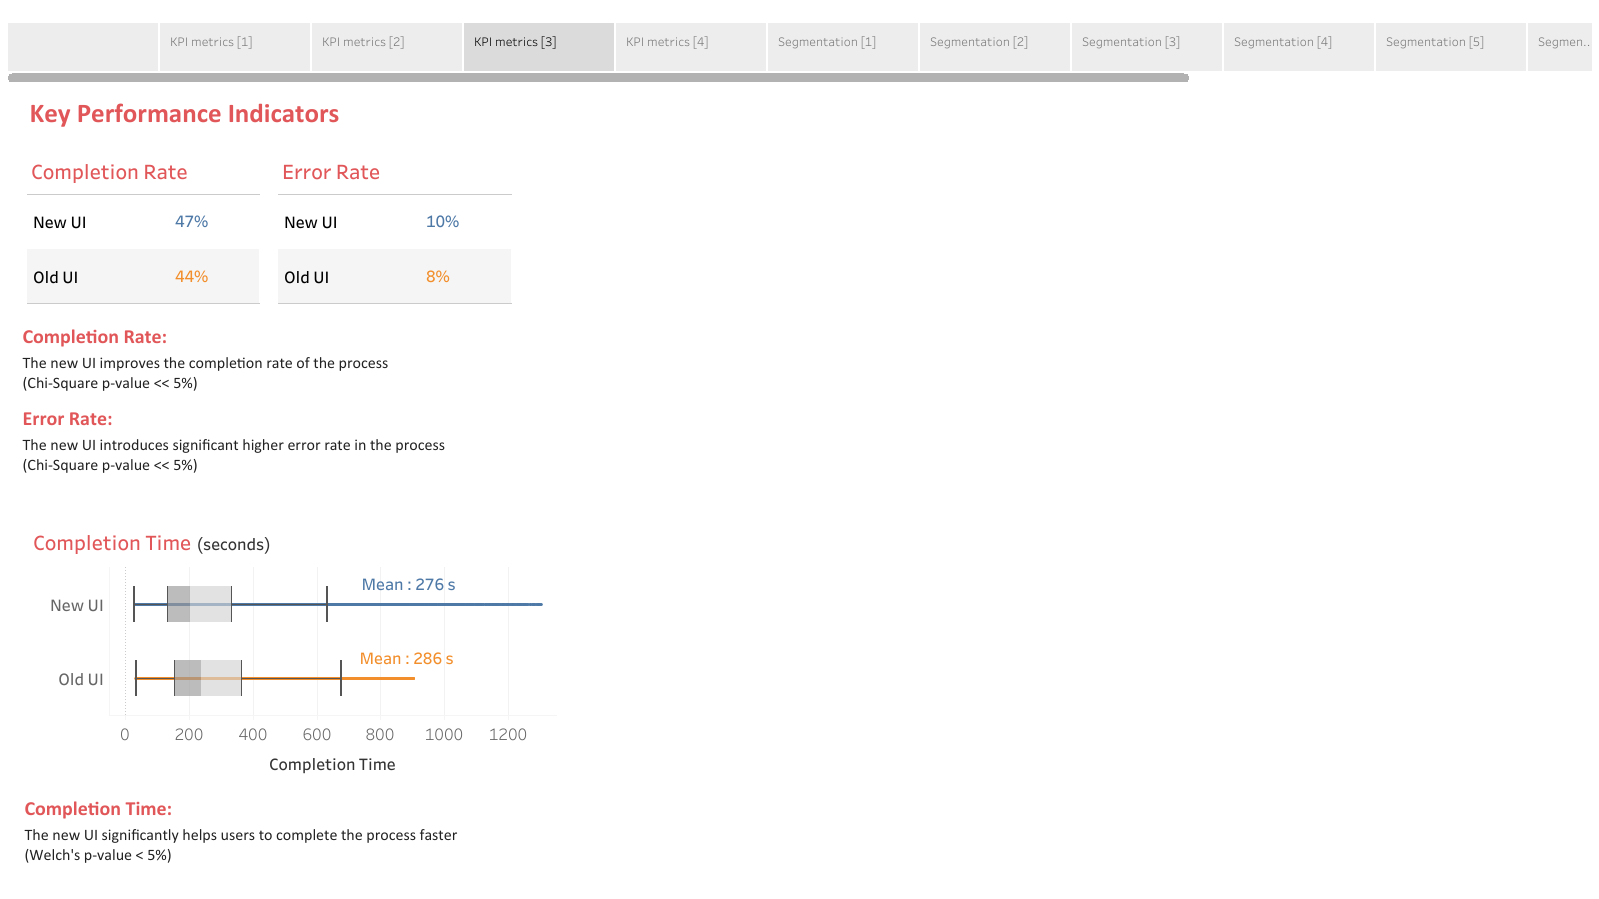 KPI metrics [1]
KPI metrics [2]
KPI metrics [3]
KPI metrics [4]
Segmentation [1]
Segmentation [2]
Segmentation [3]
Segmentation [4]
Segmentation [5]
Segmen..
Key Performance Indicators
Completion Rate
New UI 47%
Old UI 44%
Error Rate
New UI 10%
Old UI 8%
Completion Rate:
The new UI improves the completion rate of the process
(Chi-Square p-value << 5%)
Error Rate:
The new UI introduces significant higher error rate in the process
(Chi-Square p-value << 5%)
Completion Time (seconds)
Mean : 276 s
New UI
Mean : 286 s
Old UI
0 200 400 600 800 1000 1200
Completion Time
Completion Time:
The new UI significantly helps users to complete the process faster
(Welch's p-value < 5%)